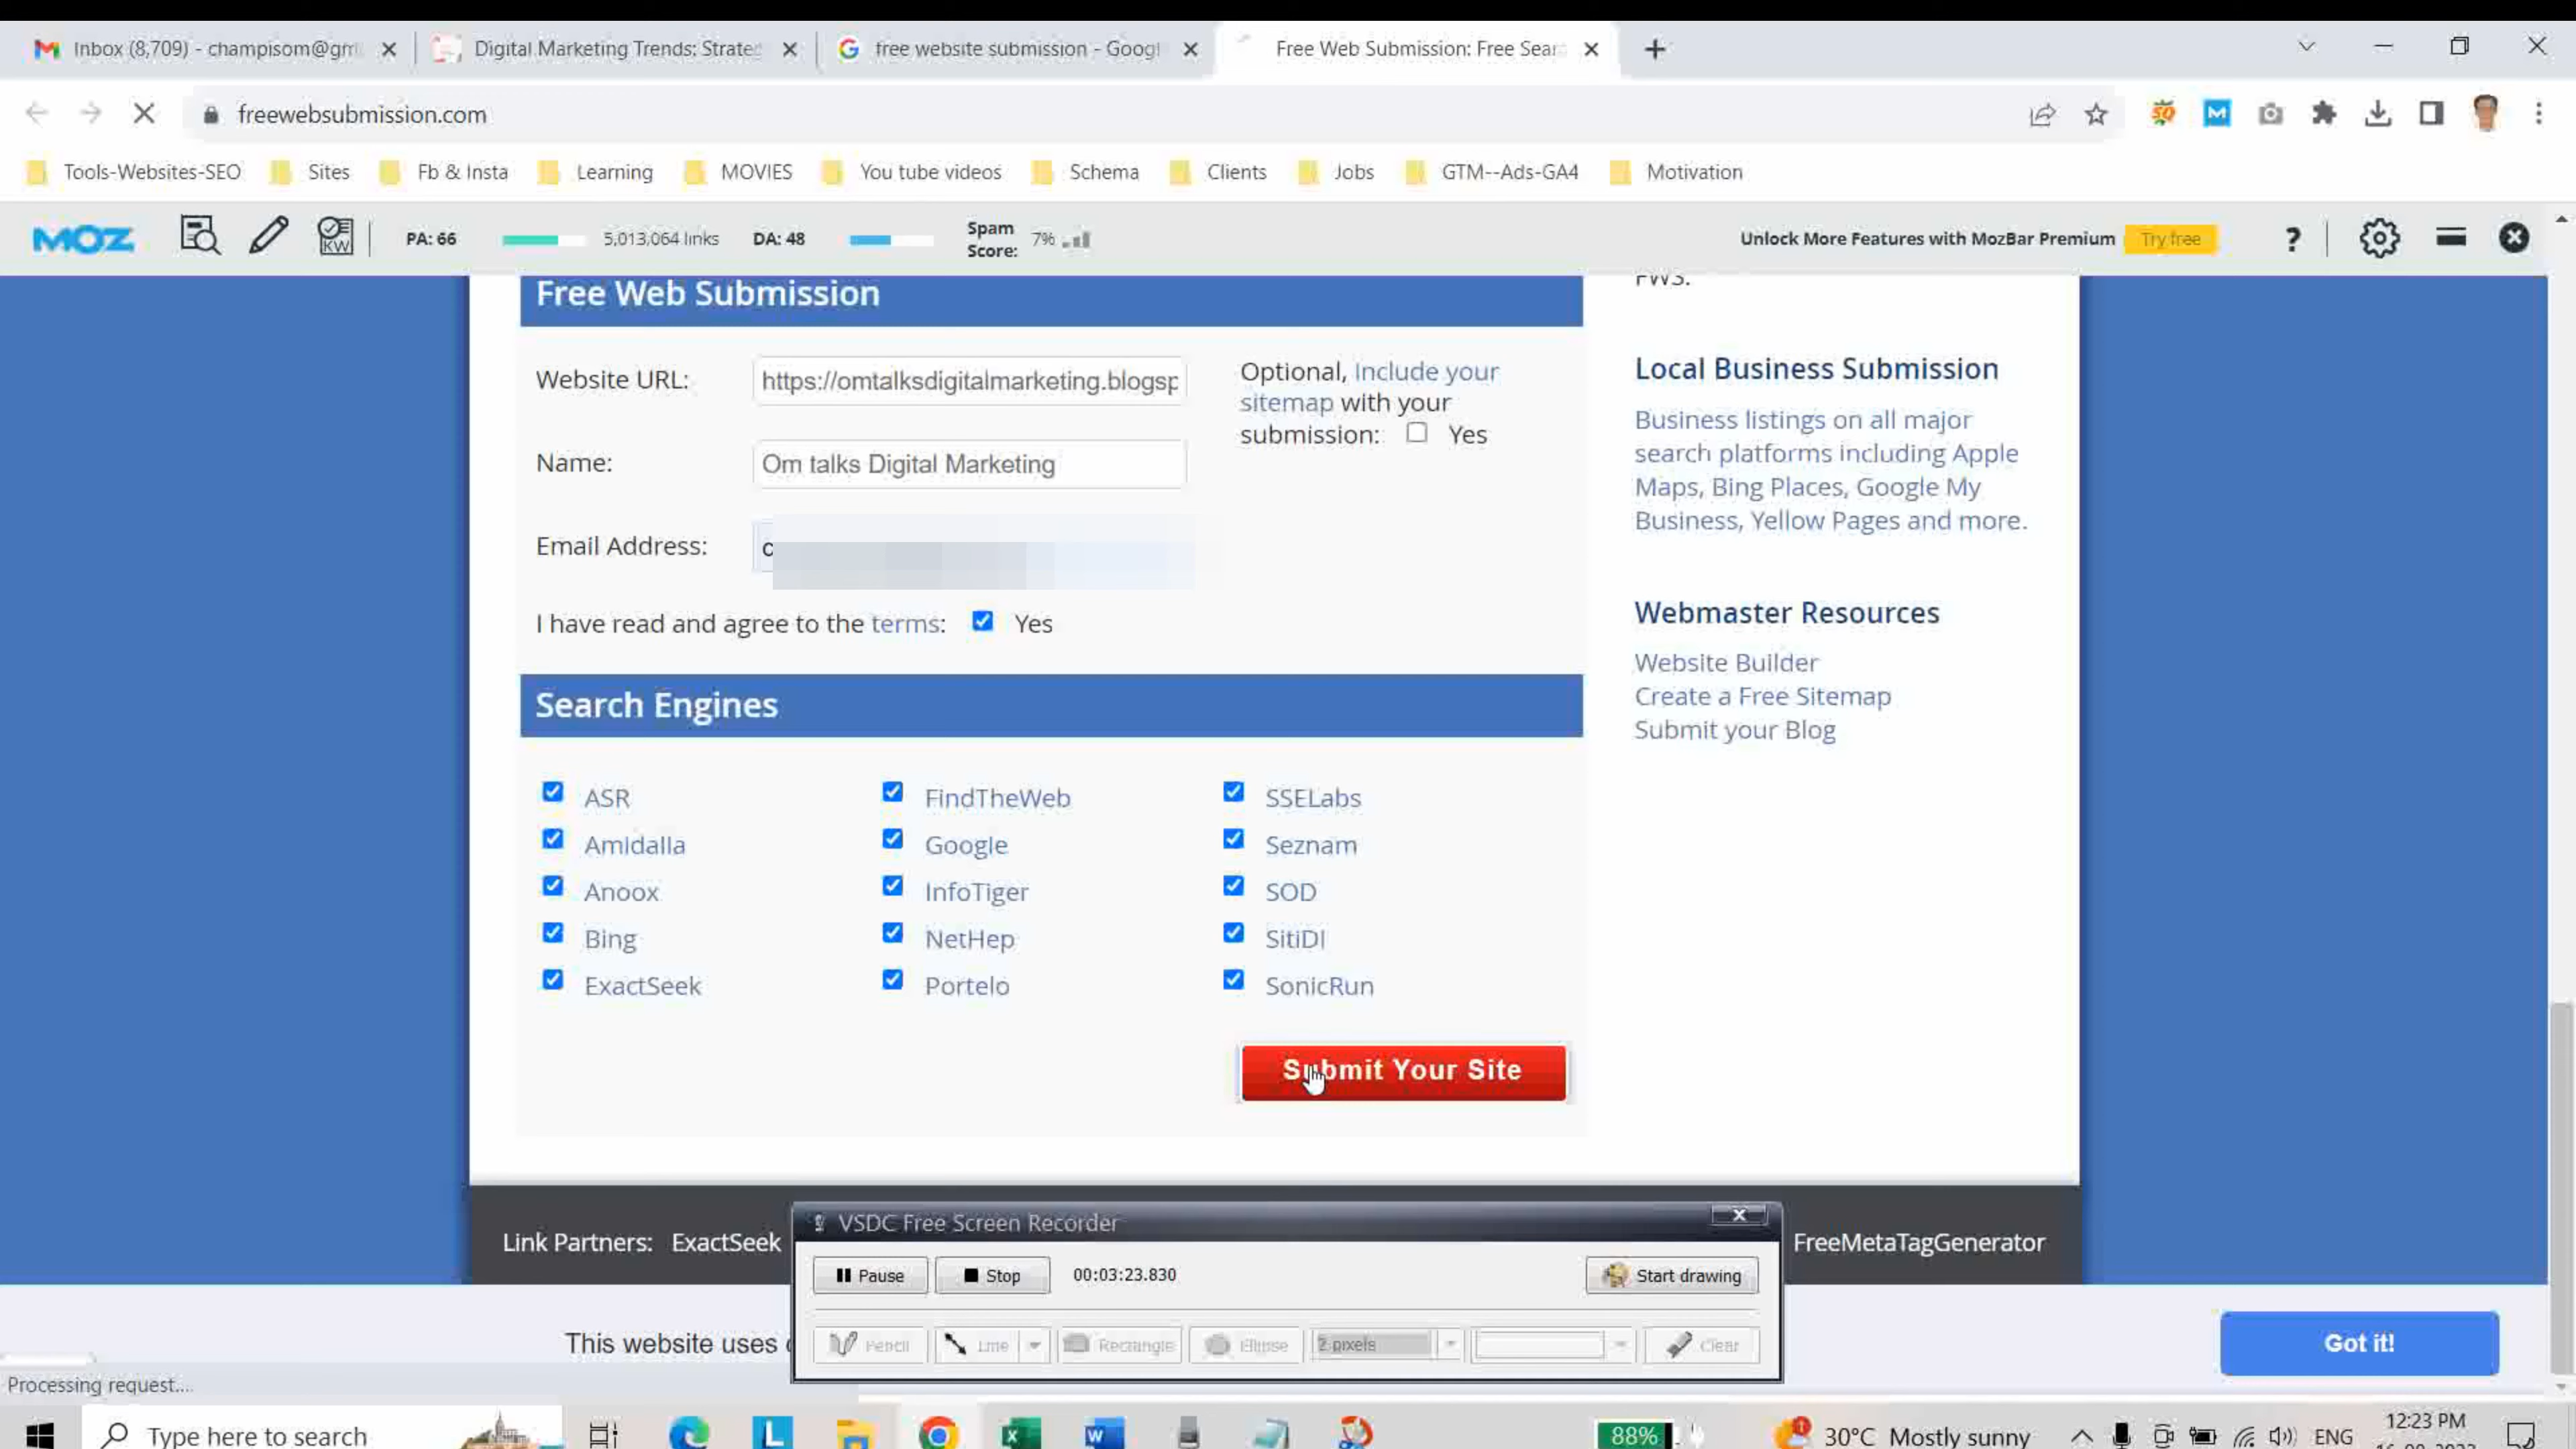 Inbox (8,709) - champisom@gm
Digital Marketing Trends: Strate
free website submission - Goog
Free Web Submission: Free Sear
freewebsubmission.com
Tools-Websites-SEO
Sites
Fb & Insta
Learning
MOVIES
You tube videos
Schema
Clients
Jobs
GTM--Ads-GA4
Motivation
MOZ
KW
PA: 66
5,013,064 links
DA: 48
Spam
Score:
7%
Unlock More Features with MozBar Premium
Try free
?
Free Web Submission
FWS.
Website URL:
https://omtalksdigitalmarketing.blogsp
Optional, include your
sitemap with your
submission: Yes
Name:
Om talks Digital Marketing
Email Address:
c
I have read and agree to the terms: Yes
Local Business Submission
Business listings on all major
search platforms including Apple
Maps, Bing Places, Google My
Business, Yellow Pages and more.
Webmaster Resources
Website Builder
Create a Free Sitemap
Submit your Blog
Search Engines
ASR
FindTheWeb
SSELabs
Amidalla
Google
Seznam
Anoox
InfoTiger
SOD
Bing
NetHep
SitiDi
ExactSeek
Portelo
SonicRun
Submit Your Site
Link Partners: ExactSeek
FreeMetaTagGenerator
VSDC Free Screen Recorder
Pause
Stop
00:03:23.830
Start drawing
Pencil
Line
Rectangle
Ellipse
2 pixels
Clear
This website uses
Got it!
Processing request....
Type here to search
88%
30°C Mostly sunny
ENG
12:23 PM